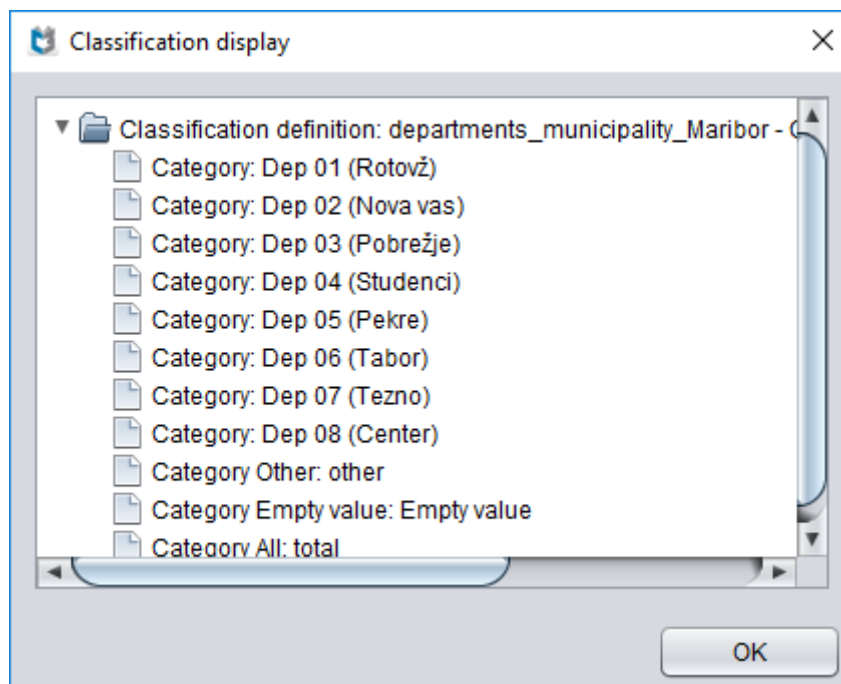 Classification display
Classification definition: departments_municipality_Maribor -
Category: Dep 01 (Rotovž)
Category: Dep 02 (Nova vas)
Category: Dep 03 (Pobrežje)
Category: Dep 04 (Studenci)
Category: Dep 05 (Pekre)
Category: Dep 06 (Tabor)
Category: Dep 07 (Tezno)
Category: Dep 08 (Center)
Category Other: other
Category Empty value: Empty value
Category All: total
OK